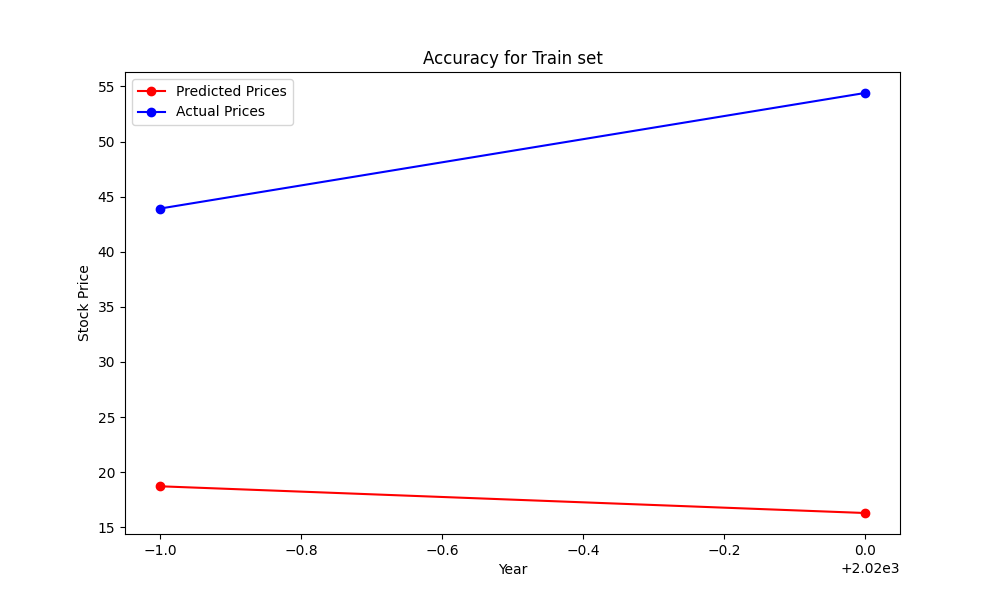 Accuracy for Train set
Predicted Prices
Actual Prices
55
50
45
40
35
30
25
20
15
Stock Price
−1.0 −0.8 −0.6 −0.4 −0.2 0.0
Year
+2.02e3